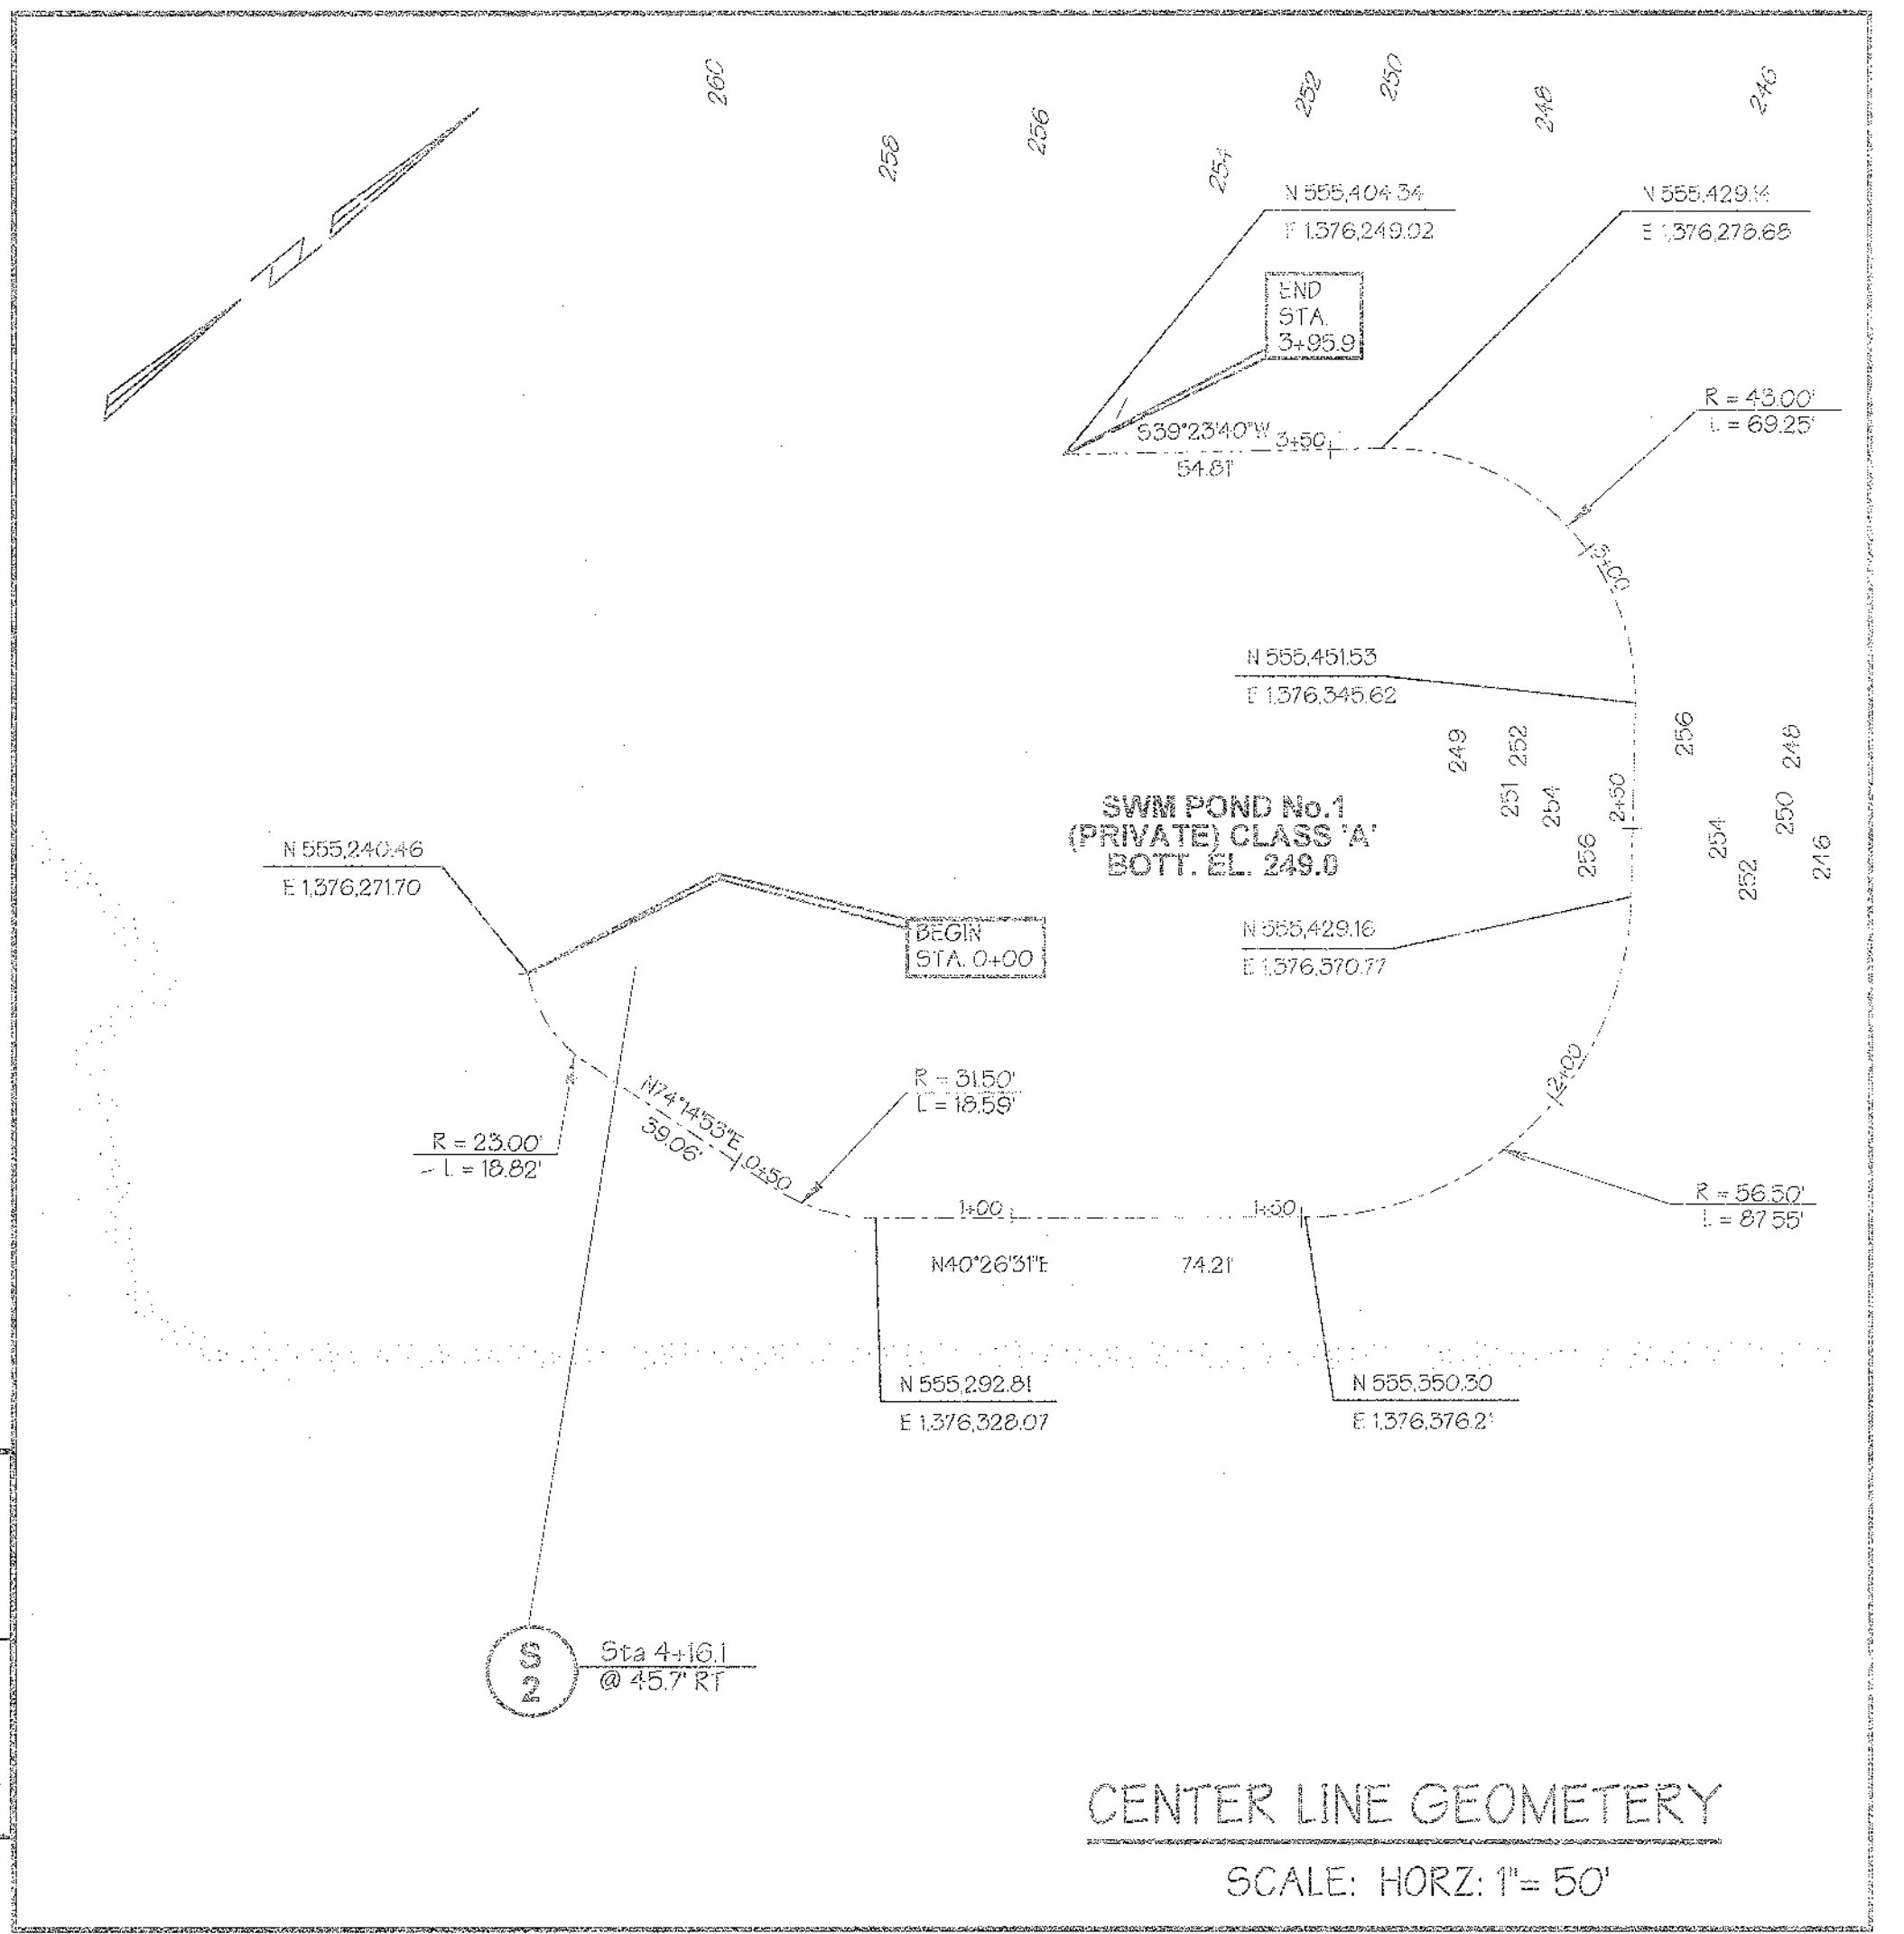 260
258
256
254
252
250
248
246
N 555,404.34
E 1,376,249.02
N 555,429.14
E 1,376,278.68
END
STA.
3+95.9
S39°23'40"W
3+50
54.81'
R = 43.00'
L = 69.25'
3+00
N 555,451.53
E 1,376,345.62
249
252
251
254
256
2+50
256
248
250
254
252
246
SWM POND No.1
(PRIVATE) CLASS 'A'
BOTT. EL. 249.0
N 555,240.46
E 1,376,271.70
BEGIN
STA. 0+00
N 555,429.16
E 1,376,370.77
2+00
N74°14'53"E
39.06'
0+50
R = 31.50'
L = 18.59'
R = 23.00'
L = 18.82'
1+00
1+50
R = 56.50'
L = 87.55'
N40°26'31"E
74.21'
N 555,292.81
E 1,376,328.07
N 555,350.30
E 1,376,376.21
S
2
Sta 4+16.1
@ 45.7' RT
CENTER LINE GEOMETERY
SCALE: HORZ: 1"= 50'